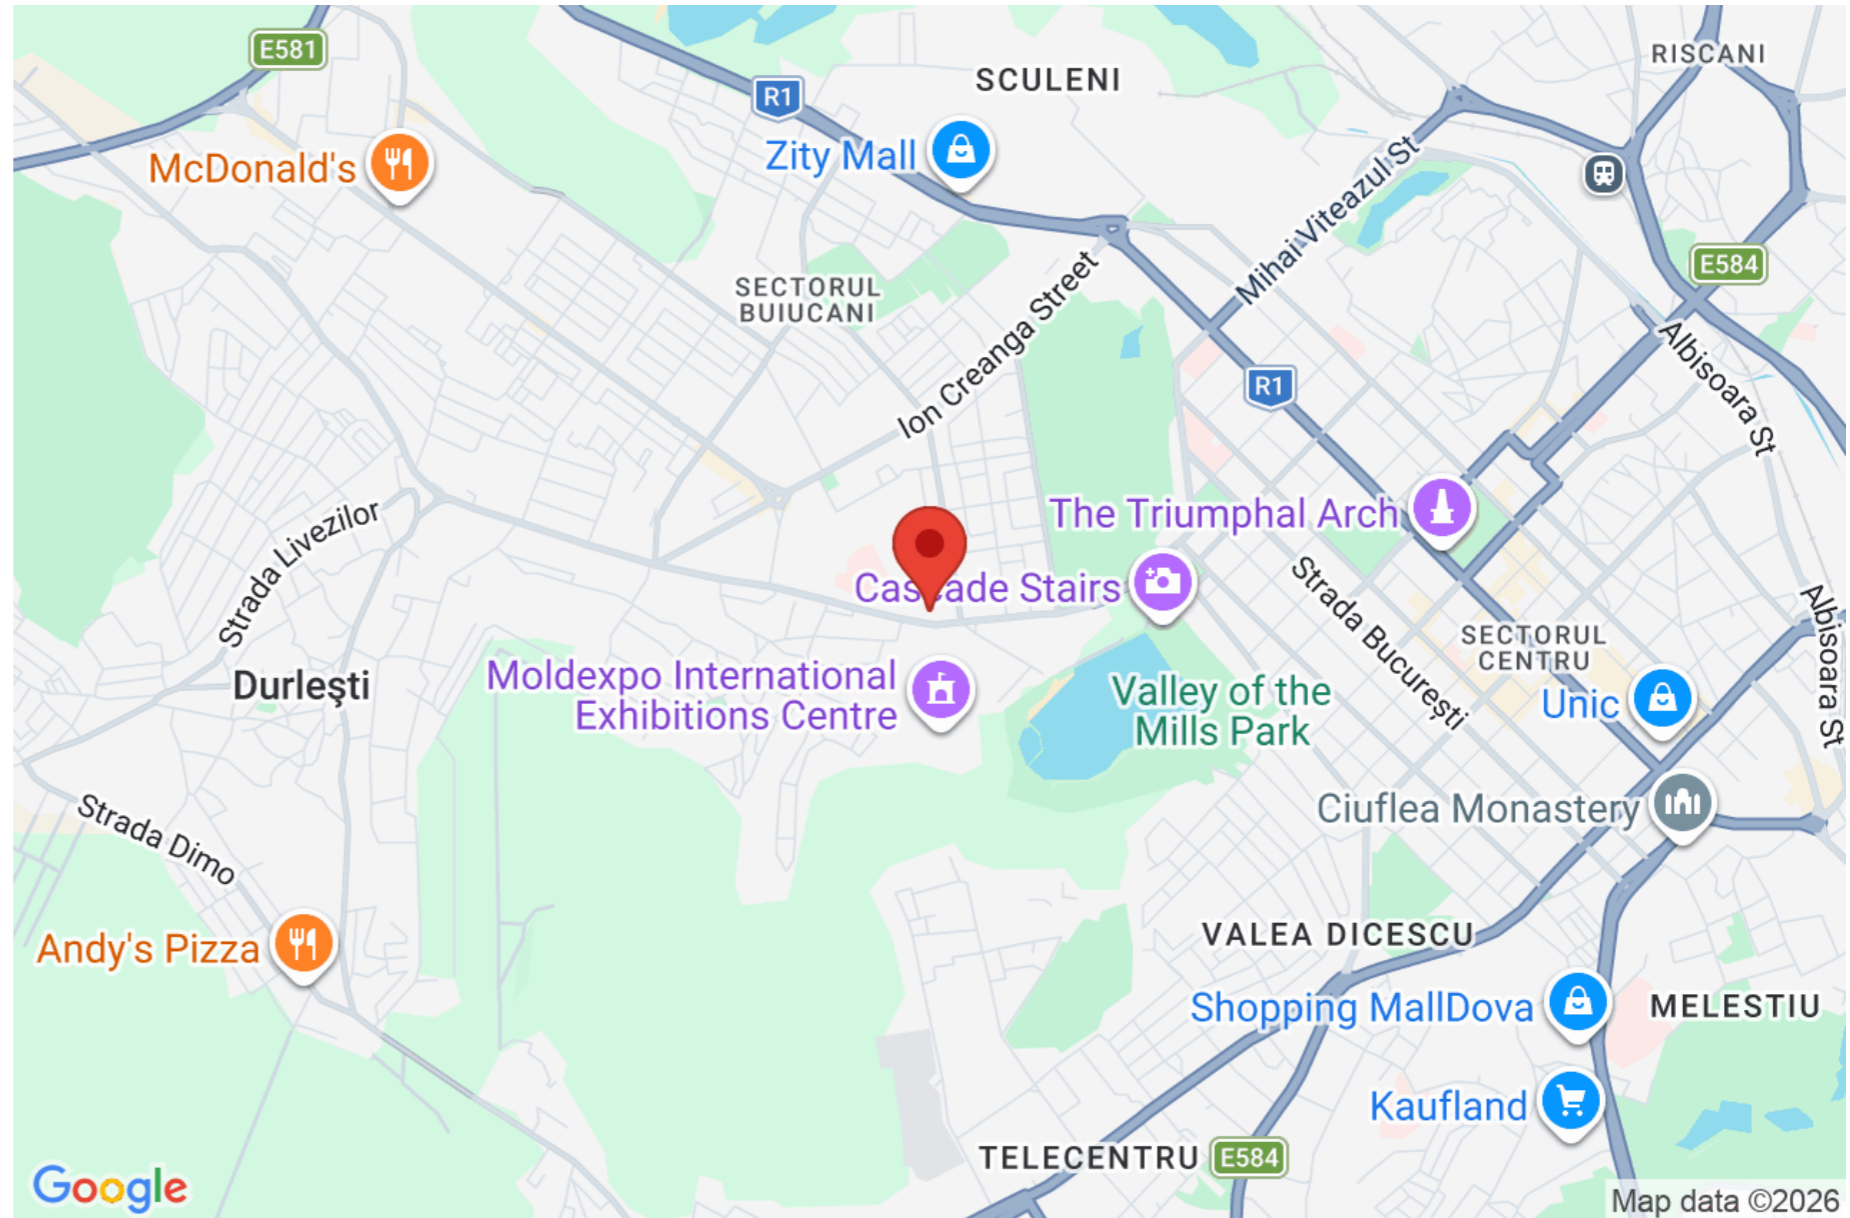 E581
SCULENI
RISCANI
R1
McDonald's
Zity Mall
Mihai Viteazul St
E584
SECTORUL
BUIUCANI
Ion Creanga Street
Albisoara St
R1
Strada Livezilor
The Triumphal Arch
Cascade Stairs
Strada București
Albisoara St
SECTORUL
CENTRU
Durleşti
Moldexpo International
Exhibitions Centre
Valley of the
Mills Park
Unic
Strada Dimo
Ciuflea Monastery
Andy's Pizza
VALEA DICESCU
Shopping MallDova
MELESTIU
Kaufland
TELECENTRU
E584
Google
Map data ©2026